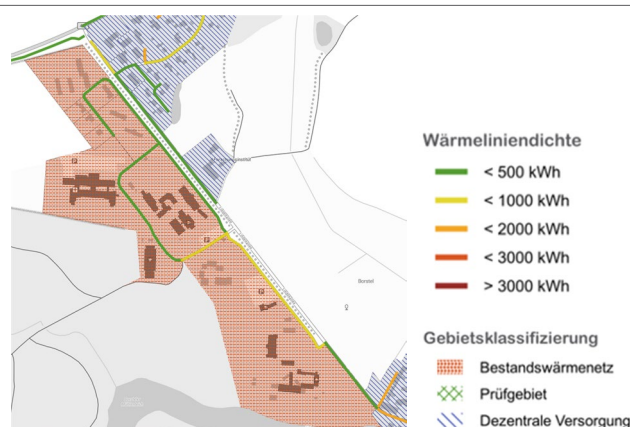 Borstel
Wärmeliniendichte
< 500 kWh
< 1000 kWh
< 2000 kWh
< 3000 kWh
> 3000 kWh
Gebietsklassifizierung
Bestandswärmenetz
Prüfgebiet
Dezentrale Versorgung